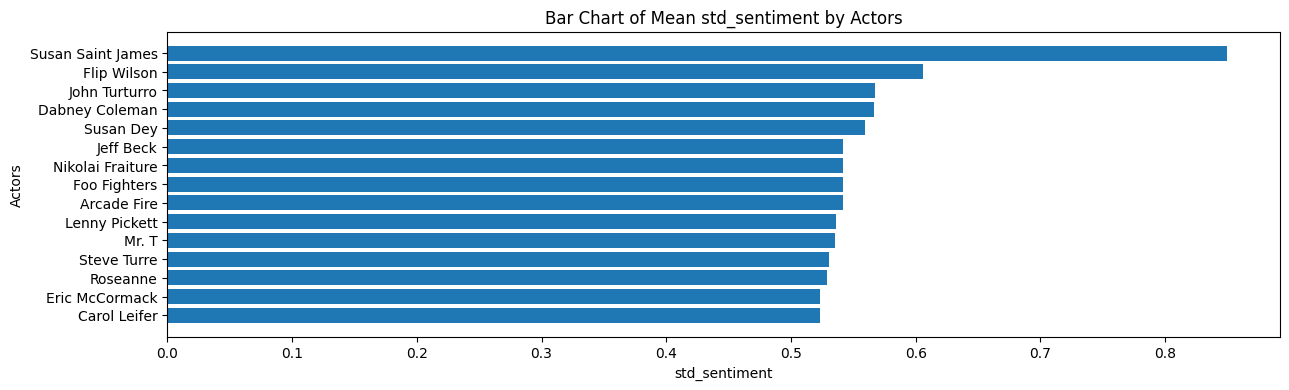 Bar Chart of Mean std_sentiment by Actors
Actors
Susan Saint James
Flip Wilson
John Turturro
Dabney Coleman
Susan Dey
Jeff Beck
Nikolai Fraiture
Foo Fighters
Arcade Fire
Lenny Pickett
Mr. T
Steve Turre
Roseanne
Eric McCormack
Carol Leifer
0.0 0.1 0.2 0.3 0.4 0.5 0.6 0.7 0.8
std_sentiment